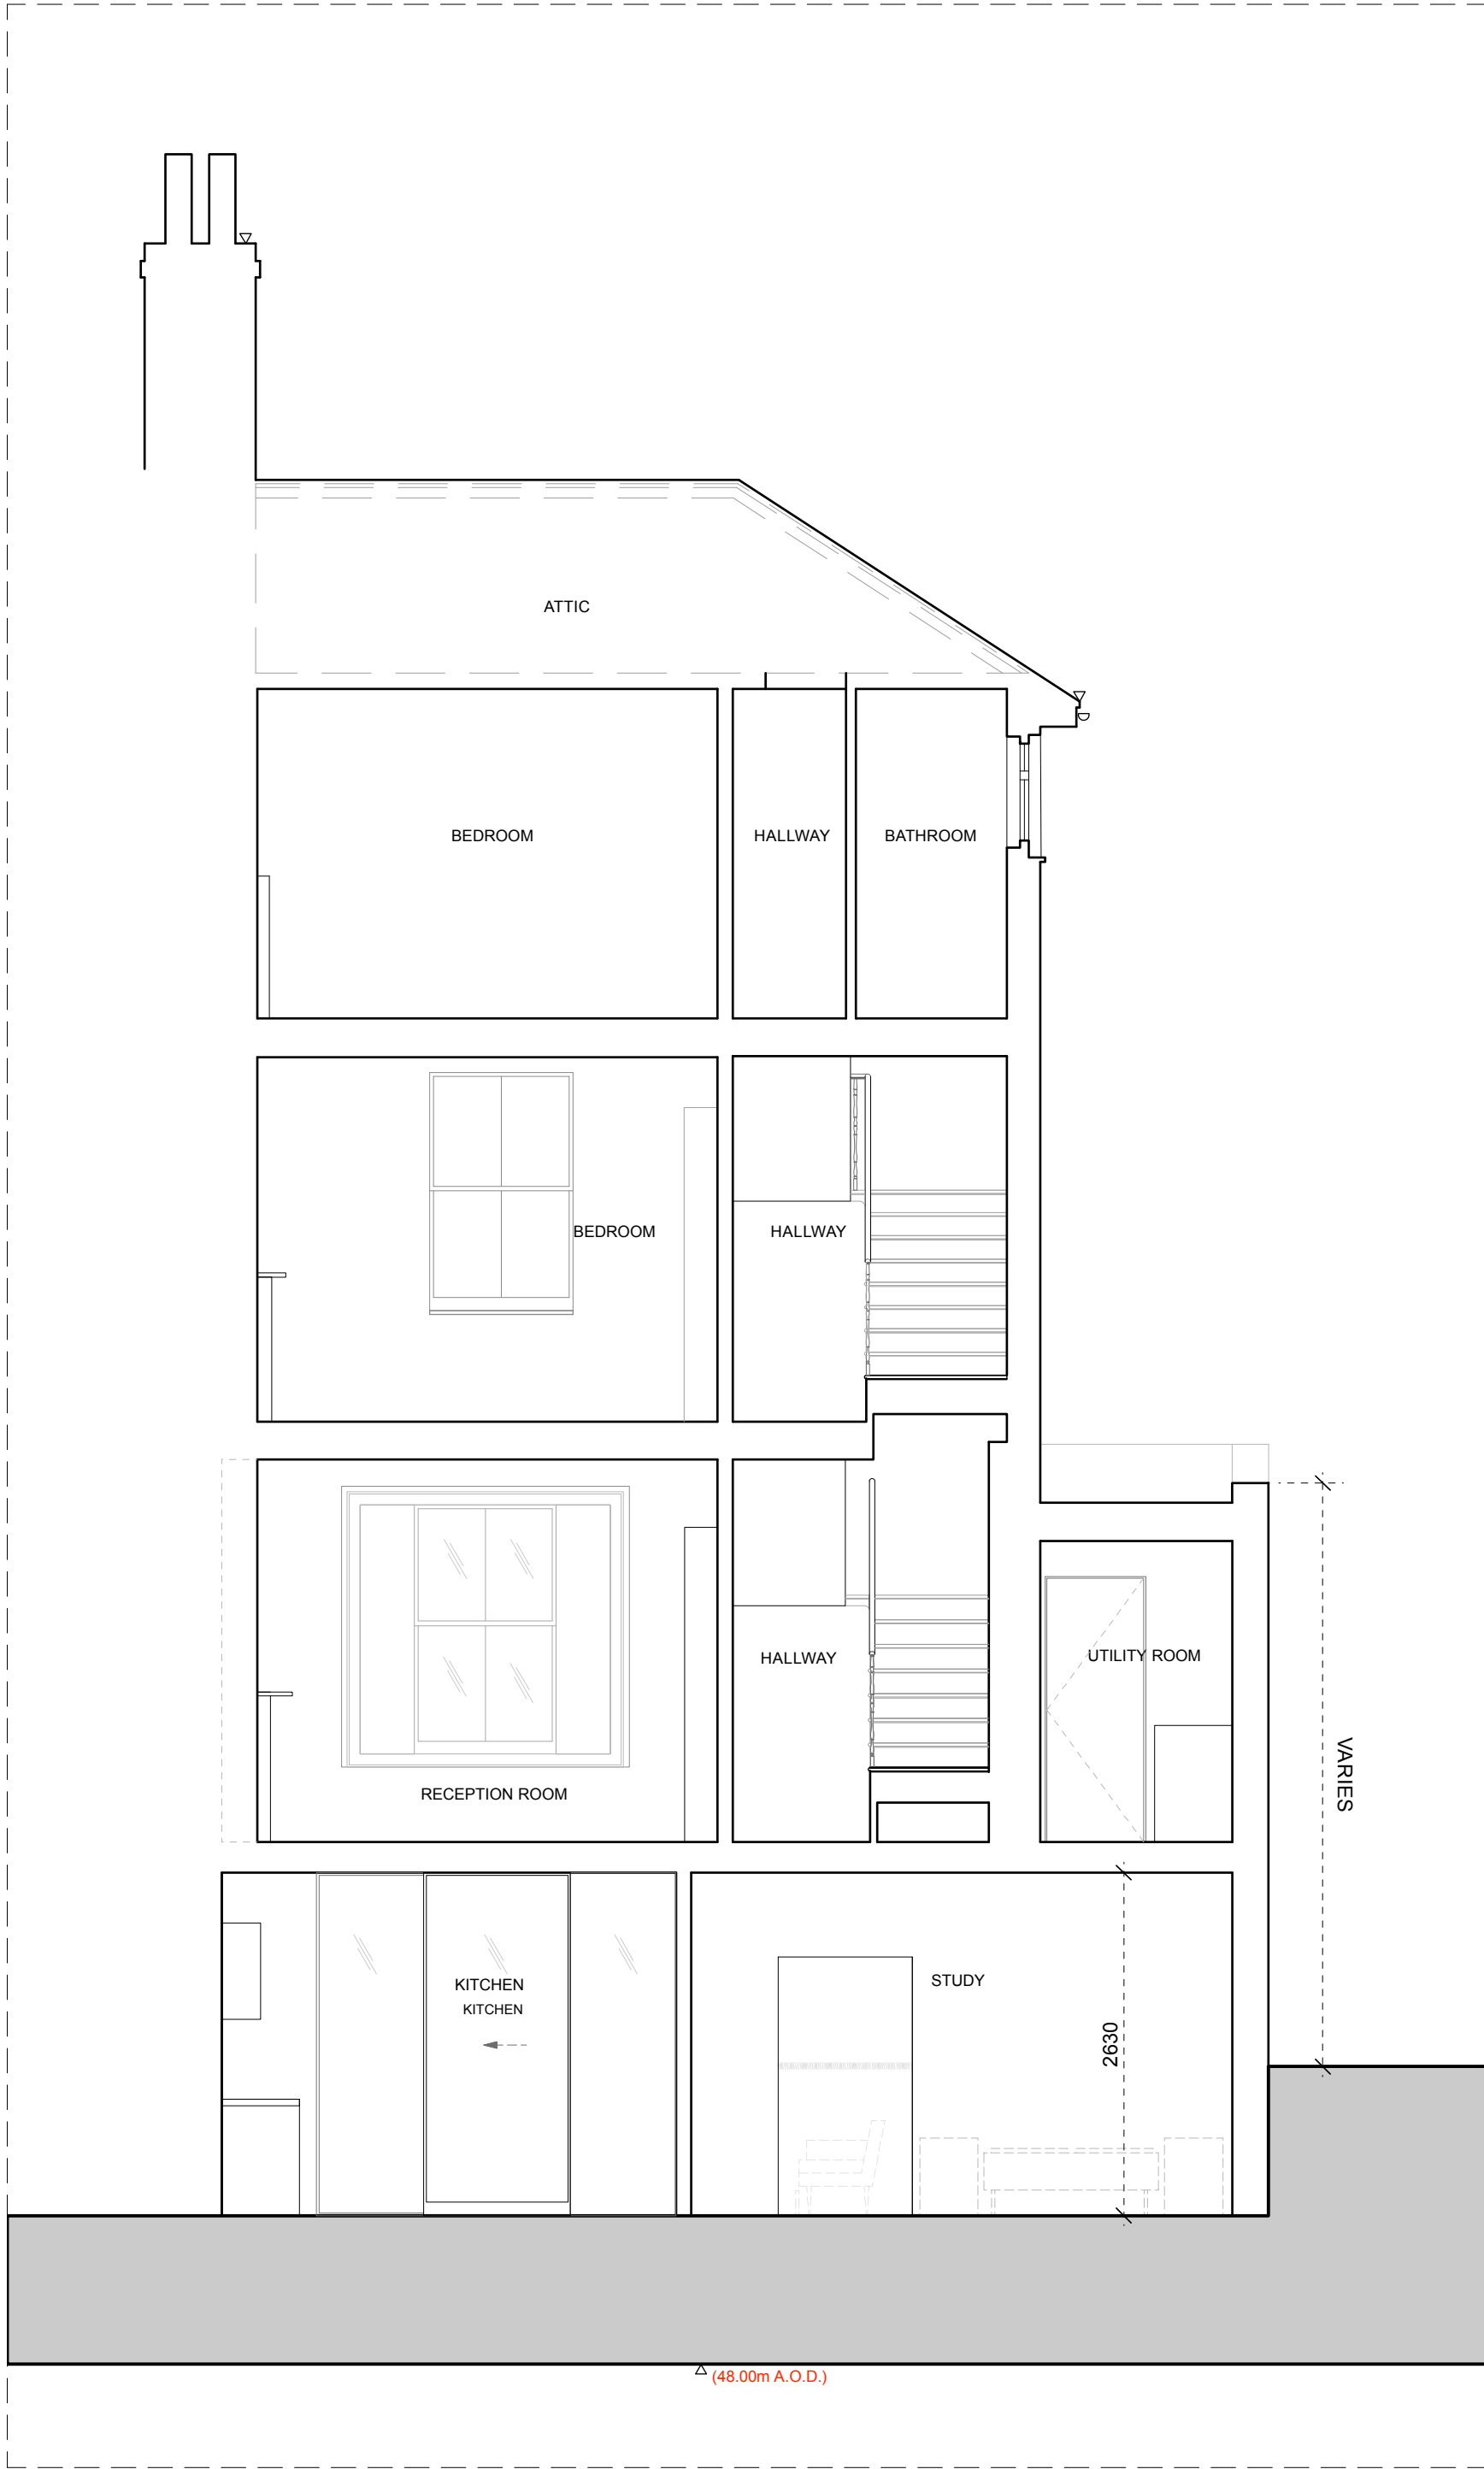 ATTIC
BEDROOM
HALLWAY
BATHROOM
BEDROOM
HALLWAY
HALLWAY
UTILITY ROOM
VARIES
RECEPTION ROOM
KITCHEN
KITCHEN
STUDY
2630
(48.00m A.O.D.)